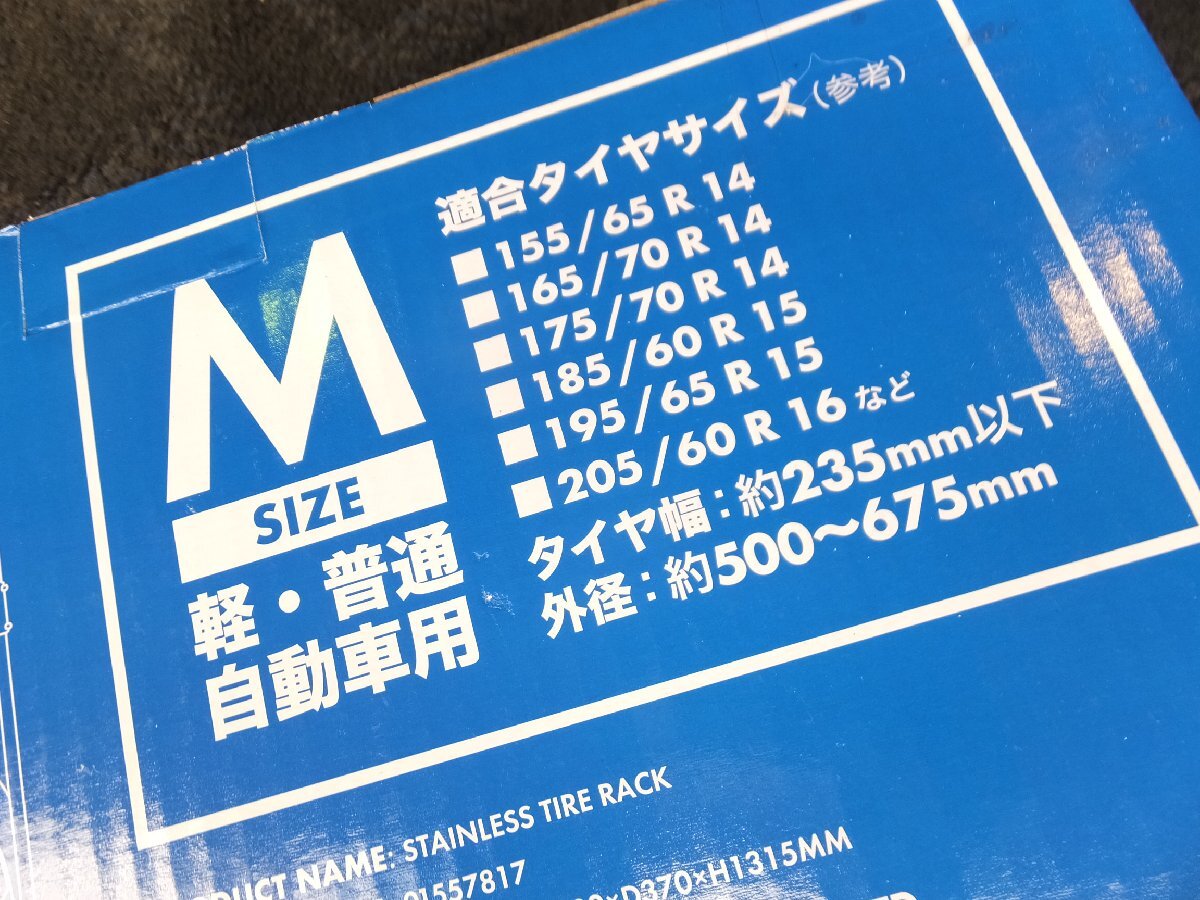 M
SIZE
軽・普通
自動車用
適合タイヤサイズ(参考)
■155/65 R 14
■165/70 R 14
■175/70 R 14
■185/60 R 15
■195/65 R 15
■205/60 R 16 など
タイヤ幅:約235mm以下
外径:約500〜675mm
NAME: STAINLESS TIRE RACK
01557817
×D370×H1315MM